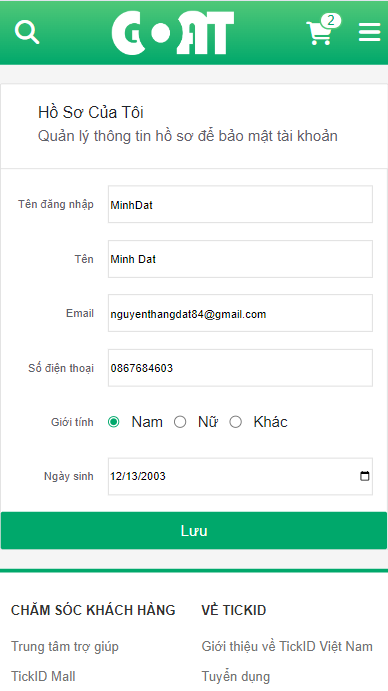 GOAT
2
Hồ Sơ Của Tôi
Quản lý thông tin hồ sơ để bảo mật tài khoản
Tên đăng nhập MinhDat
Tên Minh Dat
Email nguyenthangdat84@gmail.com
Số điện thoại 0867684603
Giới tính Nam Nữ Khác
Ngày sinh 12/13/2003
Lưu
CHĂM SÓC KHÁCH HÀNG VỀ TICKID
Trung tâm trợ giúp Giới thiệu về TickID Việt Nam
TickID Mall Tuyển dụng